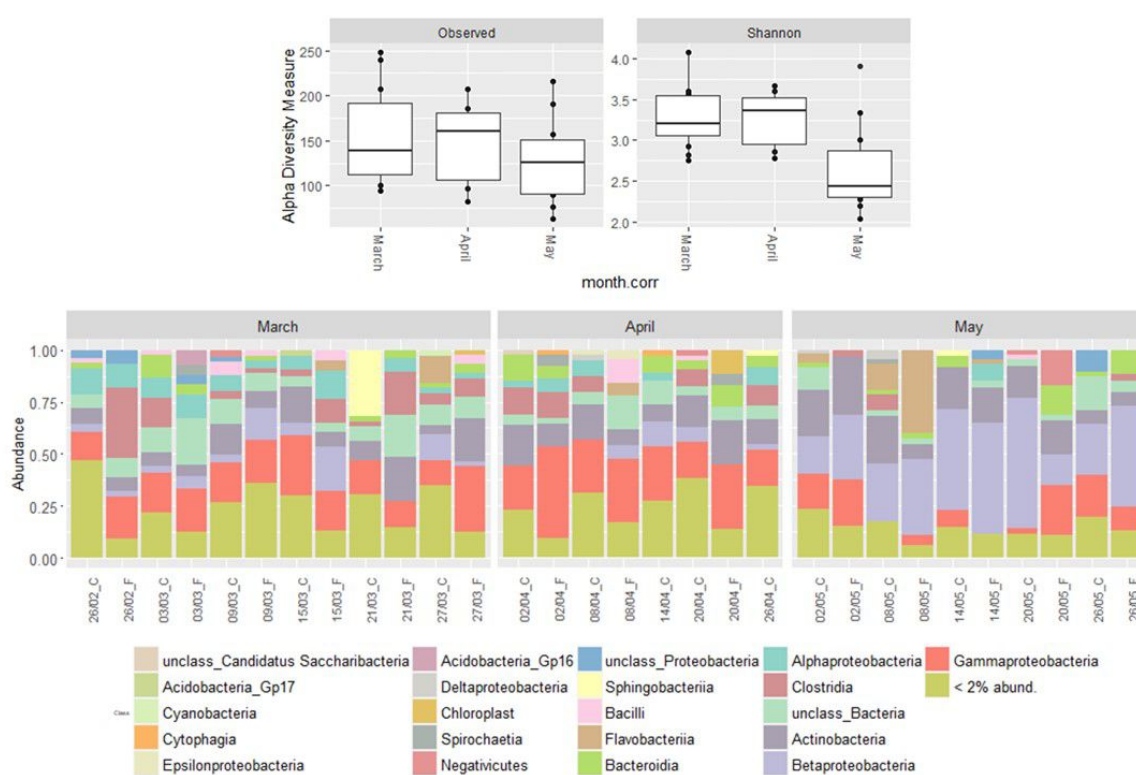 Observed
Shannon
Alpha Diversity Measure
250
200
150
100
4.0
3.5
3.0
2.5
2.0
March
April
May
March
April
May
month.corr
March
April
May
Abundance
1.00
0.75
0.50
0.25
0.00
26/02_C
26/02_F
03/03_C
03/03_F
09/03_C
09/03_F
15/03_C
15/03_F
21/03_C
21/03_F
27/03_C
27/03_F
02/04_C
02/04_F
08/04_C
08/04_F
14/04_C
20/04_C
20/04_F
26/04_C
02/05_C
02/05_F
08/05_C
08/05_F
14/05_C
14/05_F
20/05_C
20/05_F
26/05_C
26/05_F
Class
unclass_Candidatus Saccharibacteria
Acidobacteria_Gp17
Cyanobacteria
Cytophagia
Epsilonproteobacteria
Acidobacteria_Gp16
Deltaproteobacteria
Chloroplast
Spirochaetia
Negativicutes
unclass_Proteobacteria
Sphingobacteriia
Bacilli
Flavobacteriia
Bacteroidia
Alphaproteobacteria
Clostridia
unclass_Bacteria
Actinobacteria
Betaproteobacteria
Gammaproteobacteria
< 2% abund.